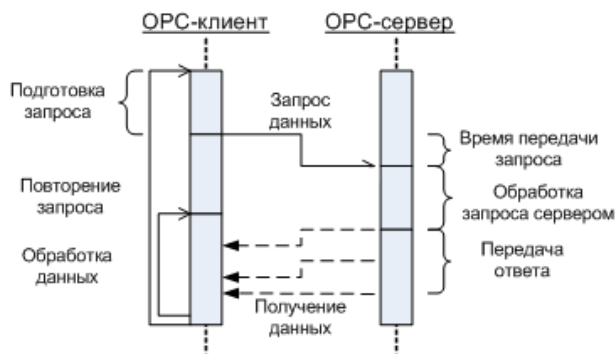 OPC-клиент
OPC-сервер
Подготовка
запроса
Запрос
данных
Время передачи
запроса
Повторение
запроса
Обработка
запроса сервером
Обработка
данных
Передача
ответа
Получение
данных